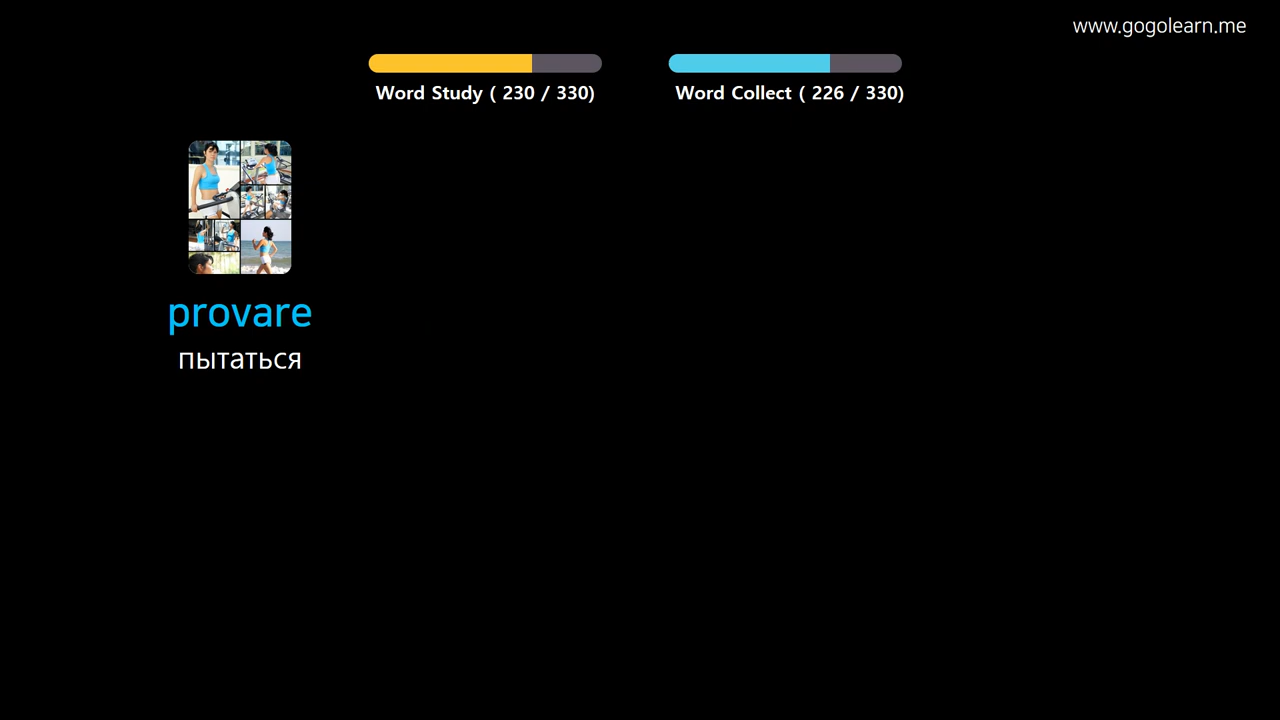 www.gogolearn.me
Word Study ( 230 / 330)
Word Collect ( 226 / 330)
provare
пытаться